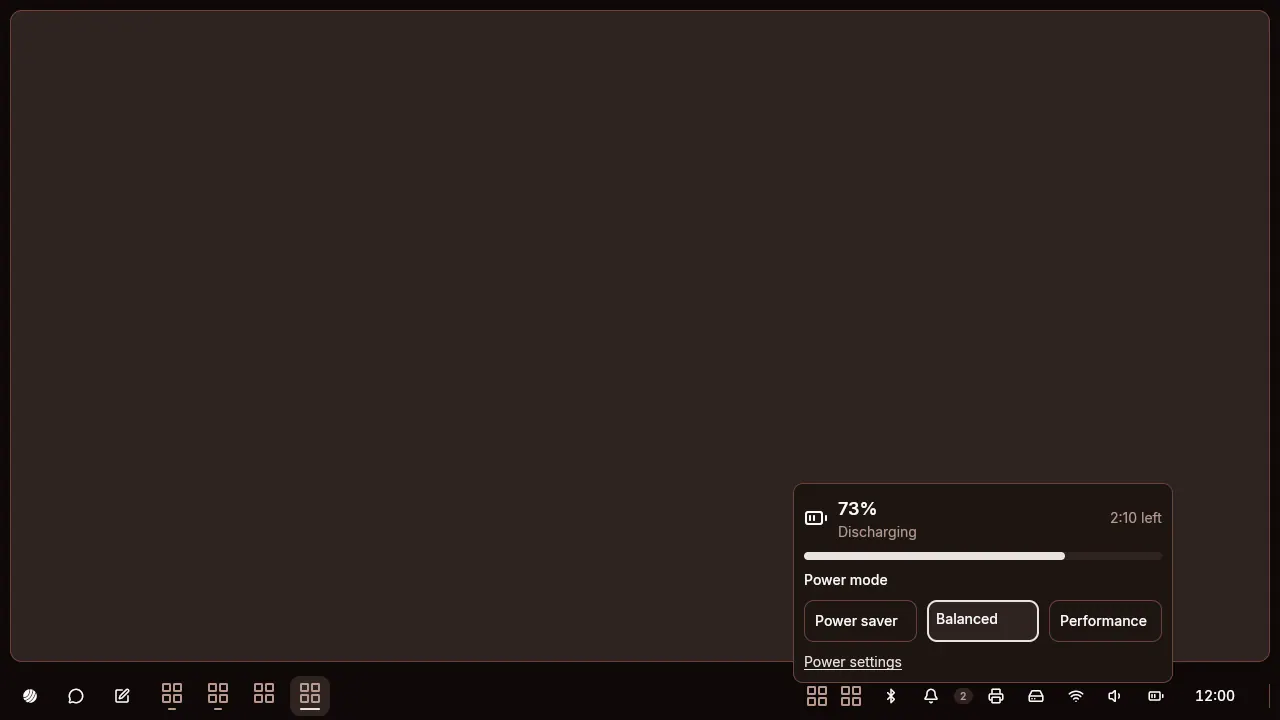 73%
Discharging
2:10 left
Power mode
Power saver
Balanced
Performance
Power settings
2
12:00